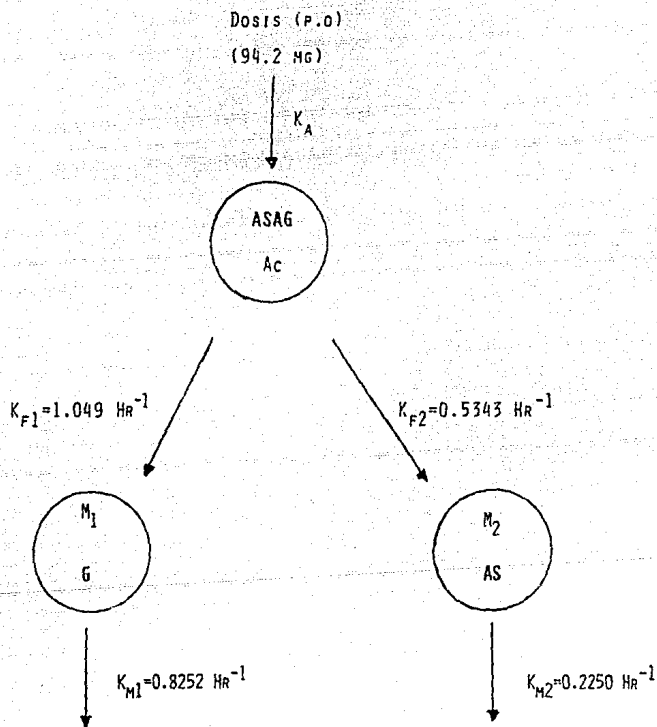 Dosis (p.o)
(94.2 mg)
K_A
ASAG
Ac
K_F1=1.049 Hr^-1
K_F2=0.5343 Hr^-1
M_1
G
M_2
AS
K_M1=0.8252 Hr^-1
K_M2=0.2250 Hr^-1